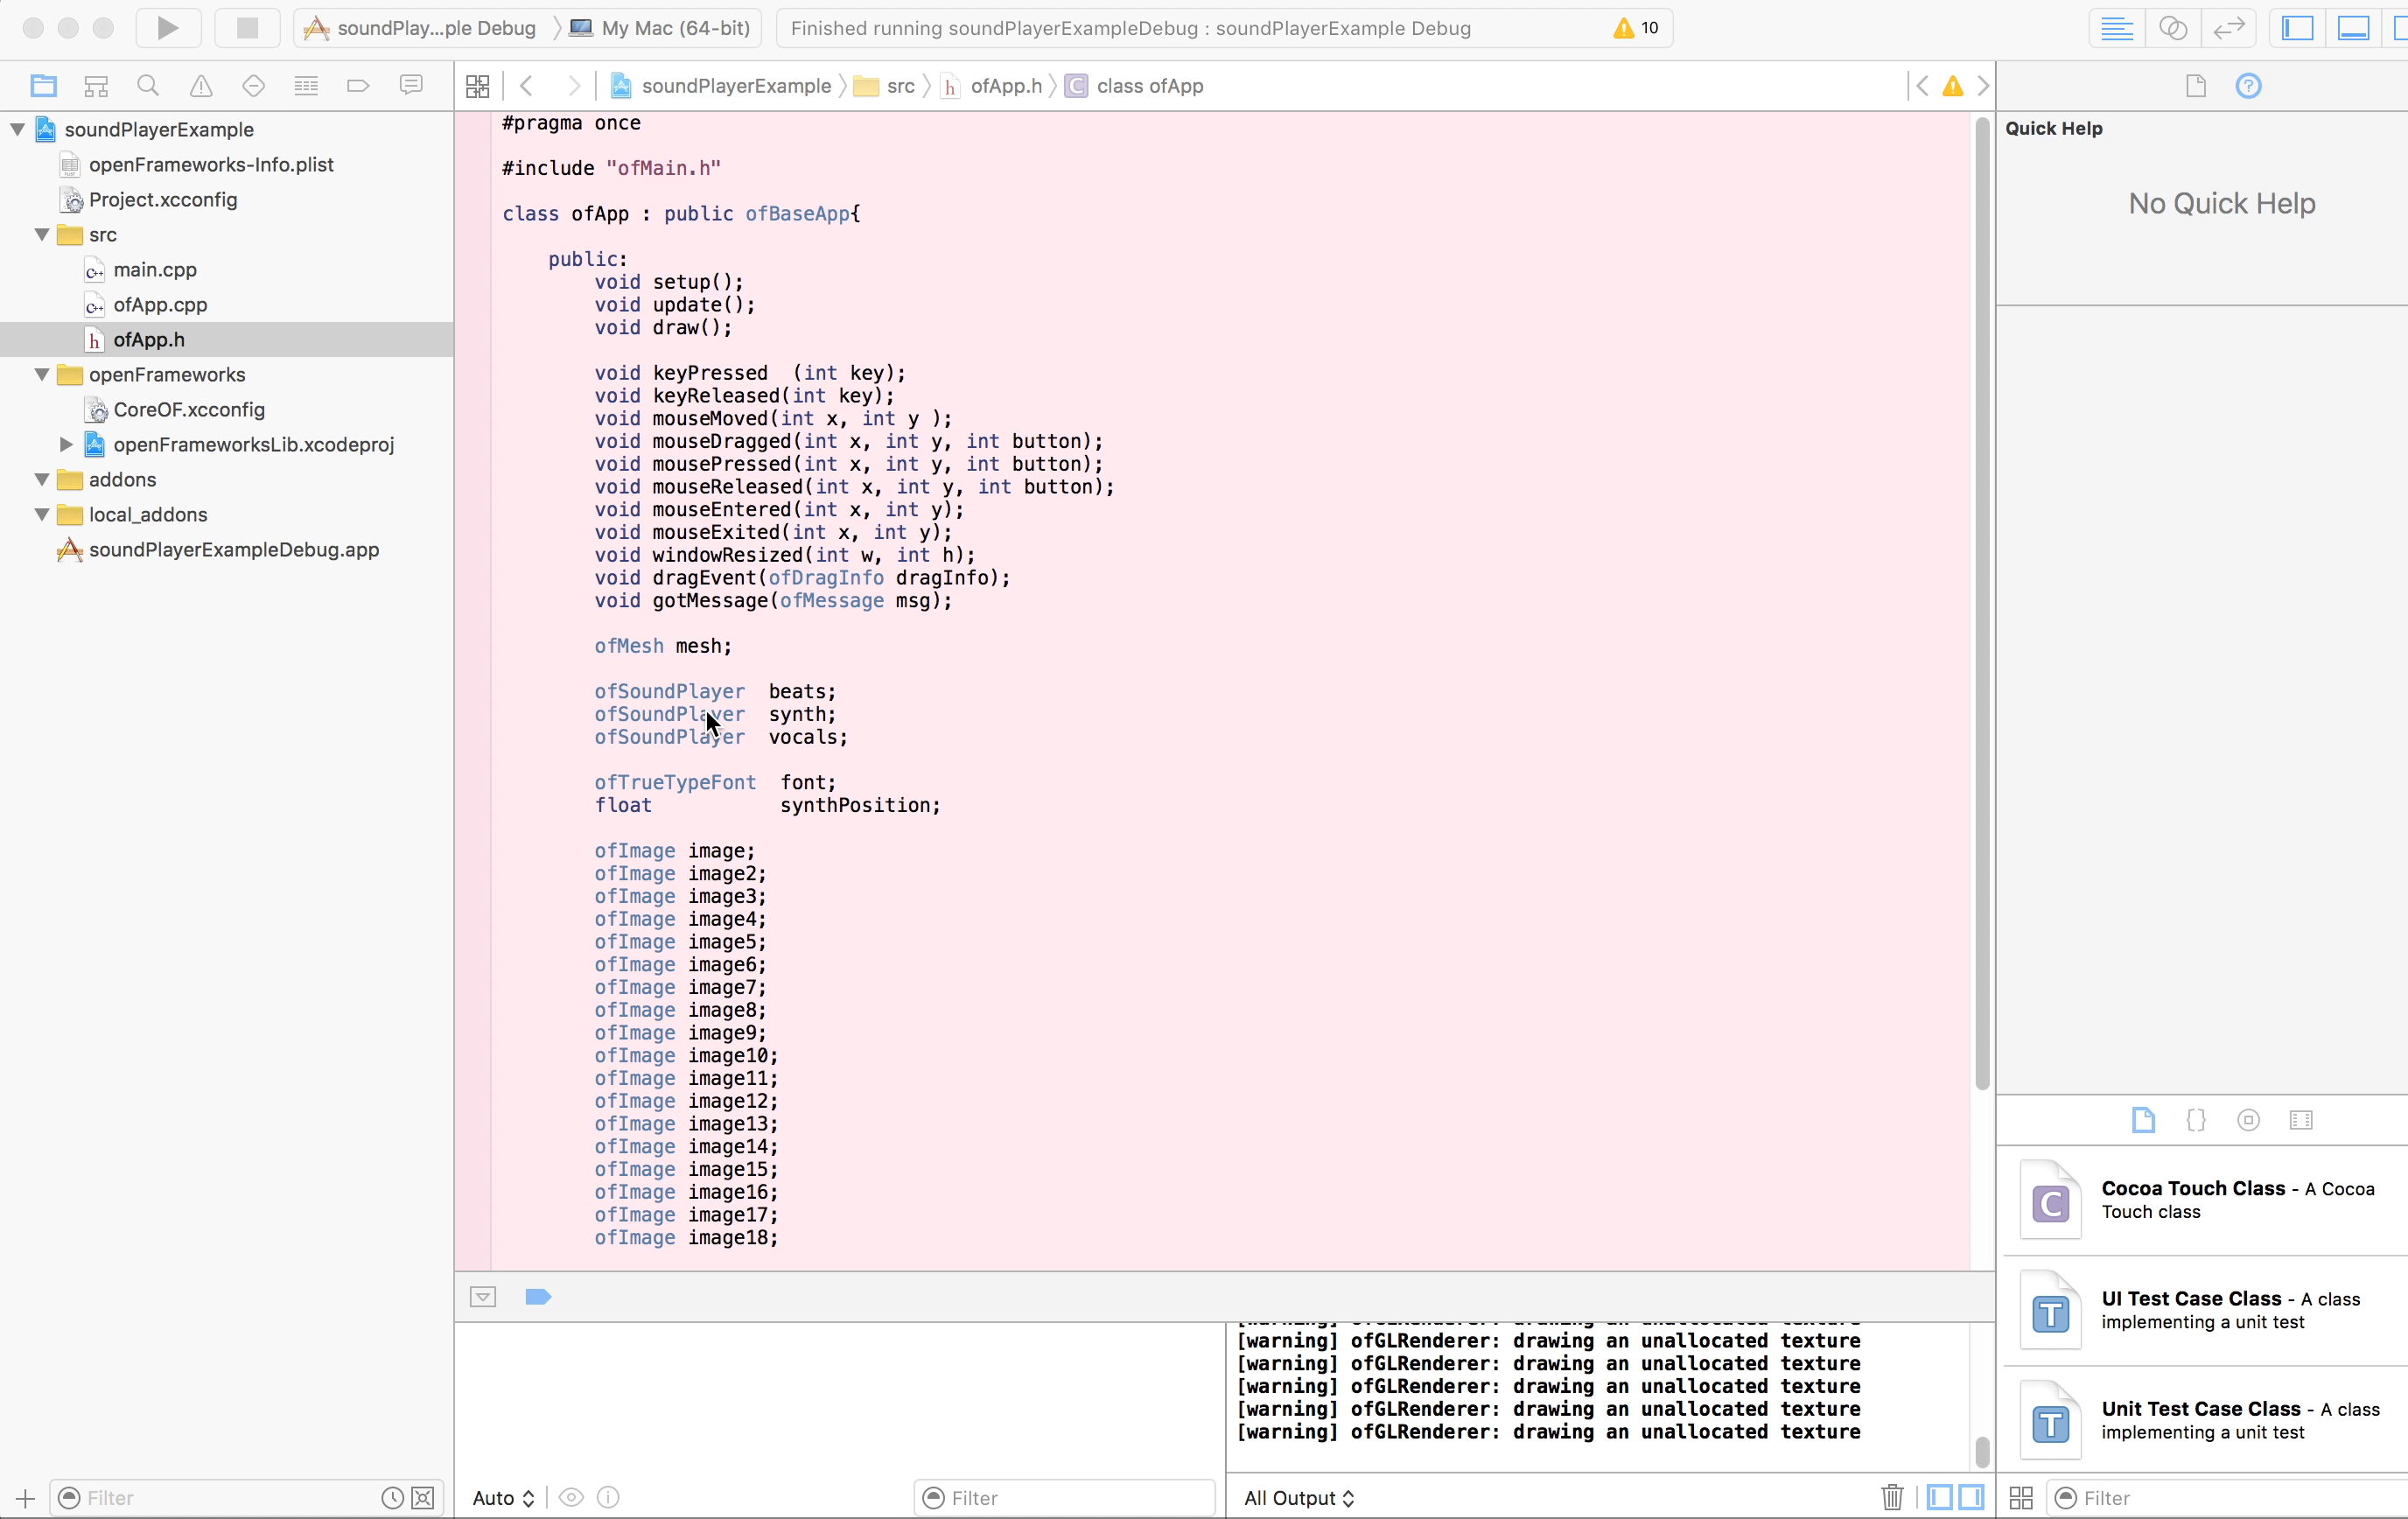 soundPlay...ple Debug
My Mac (64-bit)
Finished running soundPlayerExampleDebug : soundPlayerExample Debug
10
soundPlayerExample
src
h
ofApp.h
C
class ofApp
soundPlayerExample
openFrameworks-Info.plist
Project.xcconfig
src
C++ main.cpp
C++ ofApp.cpp
h ofApp.h
openFrameworks
CoreOF.xcconfig
openFrameworksLib.xcodeproj
addons
local_addons
soundPlayerExampleDebug.app
#pragma once
#include "ofMain.h"
class ofApp : public ofBaseApp{
public:
void setup();
void update();
void draw();
void keyPressed  (int key);
void keyReleased(int key);
void mouseMoved(int x, int y );
void mouseDragged(int x, int y, int button);
void mousePressed(int x, int y, int button);
void mouseReleased(int x, int y, int button);
void mouseEntered(int x, int y);
void mouseExited(int x, int y);
void windowResized(int w, int h);
void dragEvent(ofDragInfo dragInfo);
void gotMessage(ofMessage msg);
ofMesh mesh;
ofSoundPlayer  beats;
ofSoundPlayer  synth;
ofSoundPlayer  vocals;
ofTrueTypeFont  font;
float           synthPosition;
ofImage image;
ofImage image2;
ofImage image3;
ofImage image4;
ofImage image5;
ofImage image6;
ofImage image7;
ofImage image8;
ofImage image9;
ofImage image10;
ofImage image11;
ofImage image12;
ofImage image13;
ofImage image14;
ofImage image15;
ofImage image16;
ofImage image17;
ofImage image18;
[warning] ofGLRenderer: drawing an unallocated texture
[warning] ofGLRenderer: drawing an unallocated texture
[warning] ofGLRenderer: drawing an unallocated texture
[warning] ofGLRenderer: drawing an unallocated texture
[warning] ofGLRenderer: drawing an unallocated texture
Filter
Auto
Filter
All Output
Quick Help
No Quick Help
C
Cocoa Touch Class - A Cocoa
Touch class
T
UI Test Case Class - A class
implementing a unit test
T
Unit Test Case Class - A class
implementing a unit test
Filter